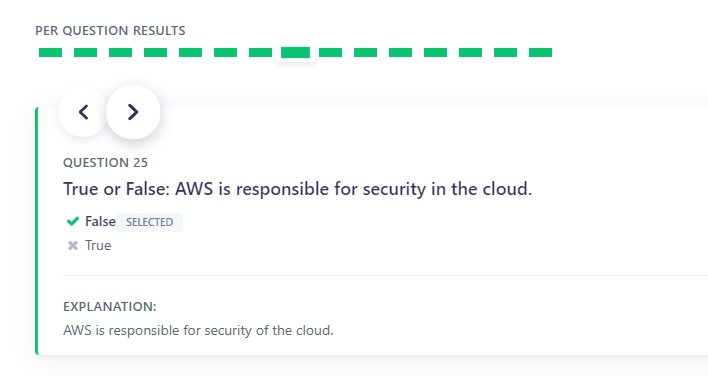 PER QUESTION RESULTS
QUESTION 25
True or False: AWS is responsible for security in the cloud.
False SELECTED
True
EXPLANATION:
AWS is responsible for security of the cloud.